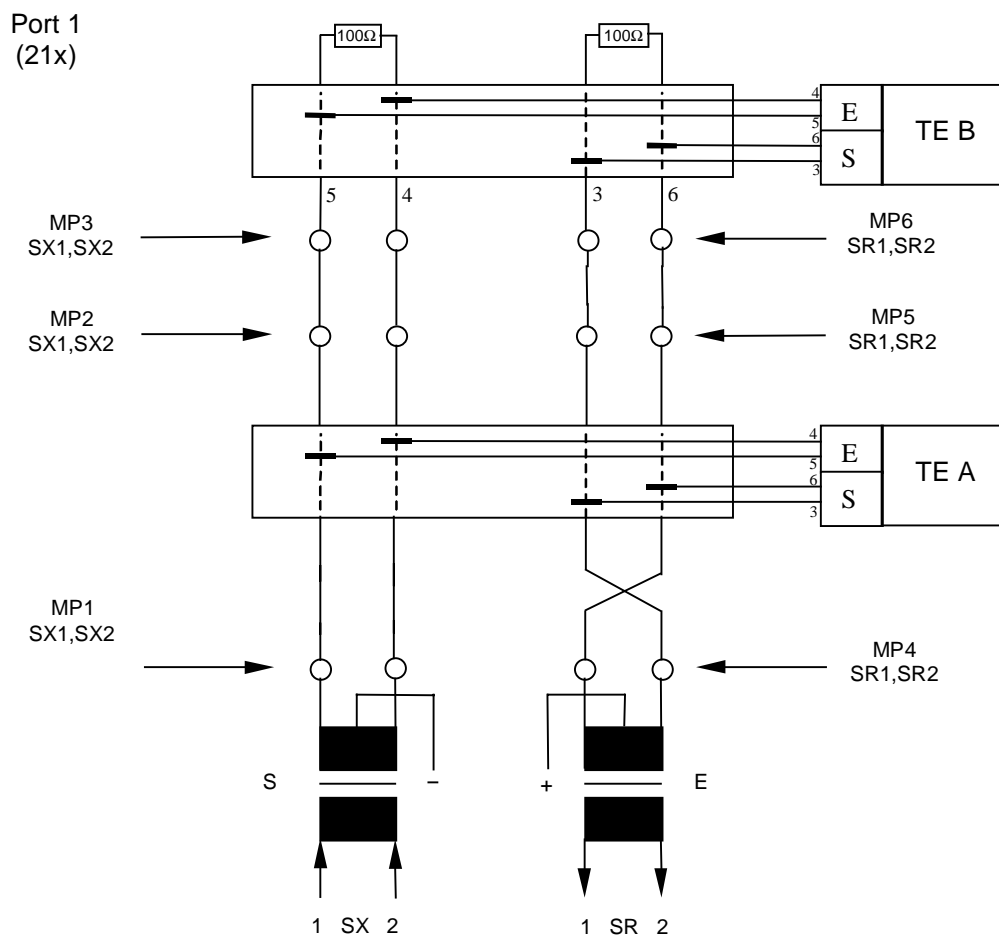 Port 1
(21x)
100Ω
100Ω
4
E
5
6
S
3
TE B
5
4
3
6
MP3
SX1,SX2
MP6
SR1,SR2
MP2
SX1,SX2
MP5
SR1,SR2
4
E
5
6
S
3
TE A
MP1
SX1,SX2
MP4
SR1,SR2
S
–
+
E
1 SX 2
1 SR 2